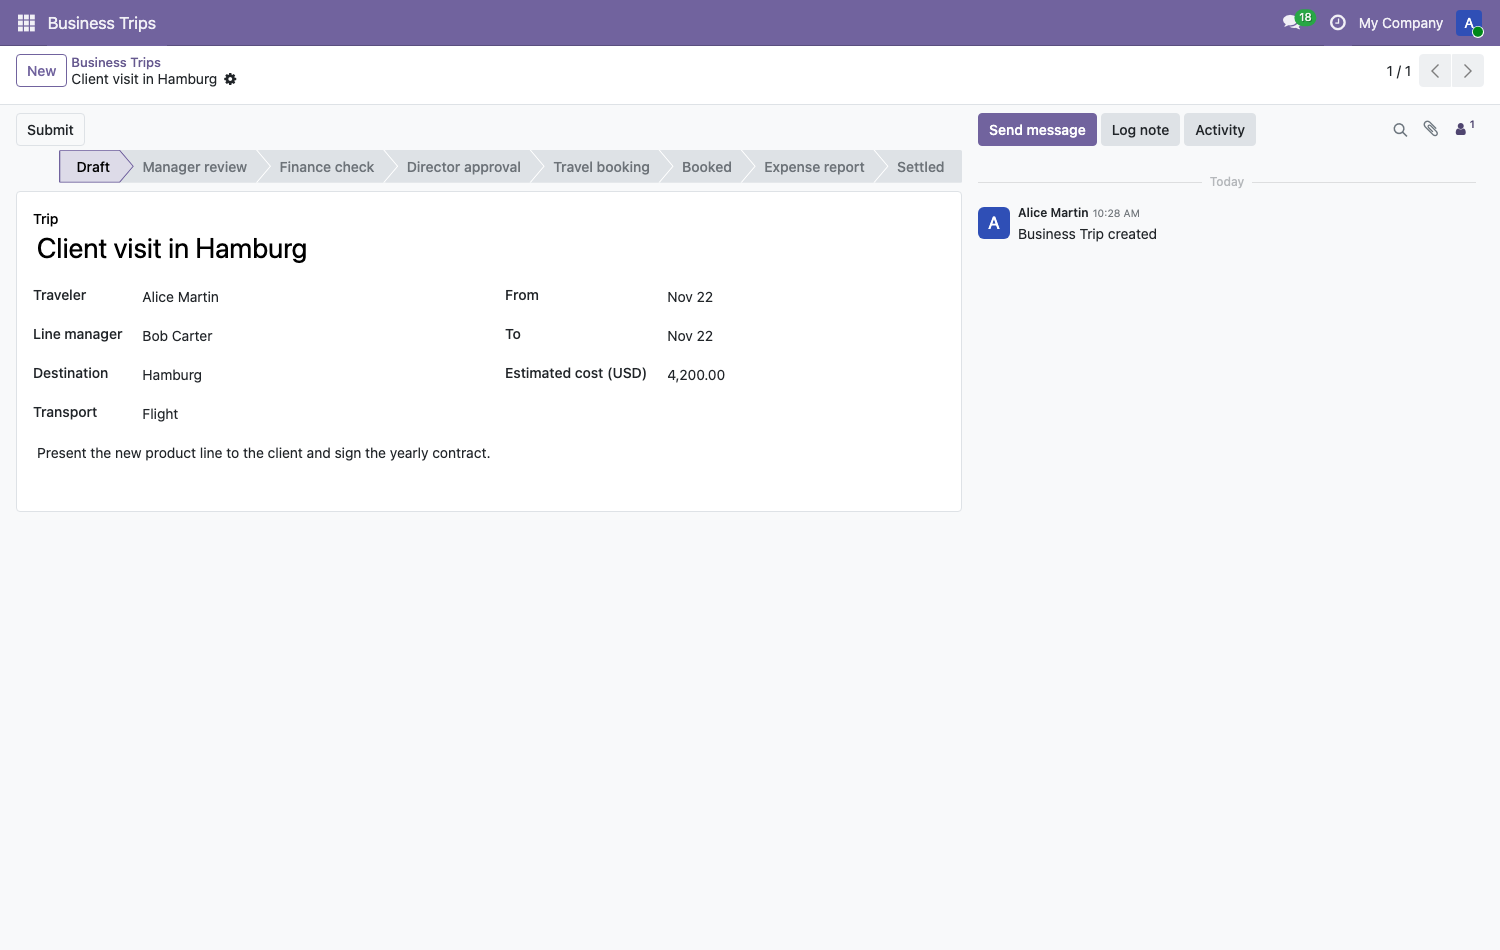 Business Trips
18
My Company
A
New
Business Trips
Client visit in Hamburg
1 / 1
Submit
Send message
Log note
Activity
1
Draft
Manager review
Finance check
Director approval
Travel booking
Booked
Expense report
Settled
Today
Trip
Client visit in Hamburg
Traveler
Alice Martin
Line manager
Bob Carter
Destination
Hamburg
Transport
Flight
From
Nov 22
To
Nov 22
Estimated cost (USD)
4,200.00
Present the new product line to the client and sign the yearly contract.
A
Alice Martin 10:28 AM
Business Trip created